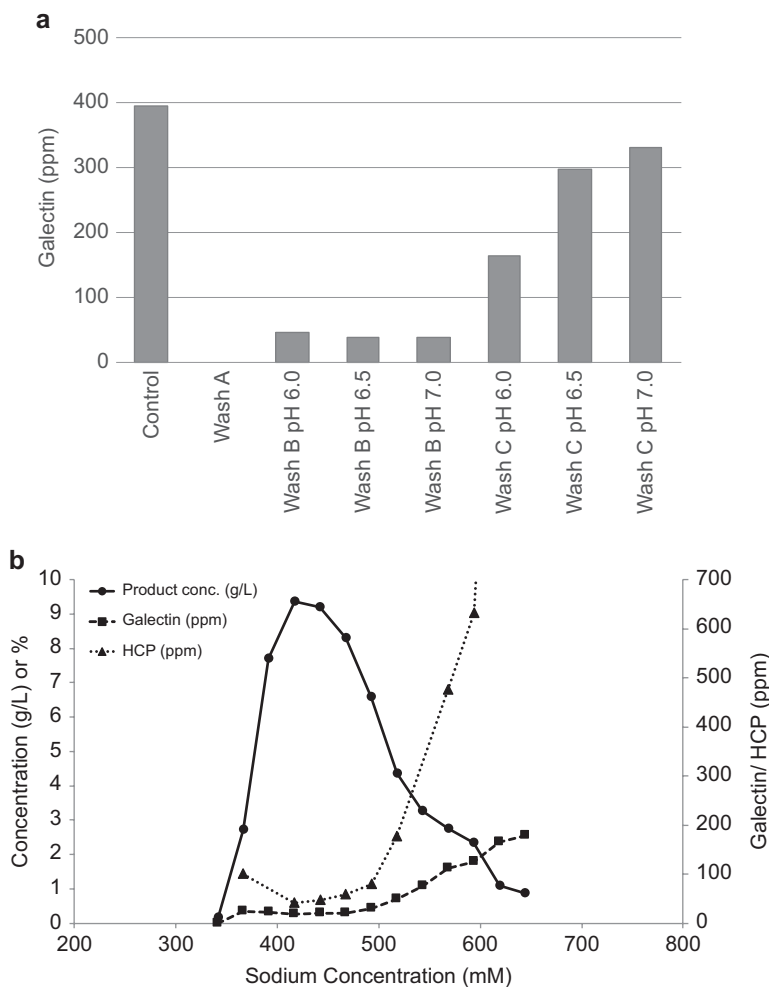 a
500
400
300
200
100
0
Galectin (ppm)
Control
Wash A
Wash B pH 6.0
Wash B pH 6.5
Wash B pH 7.0
Wash C pH 6.0
Wash C pH 6.5
Wash C pH 7.0
b
10
9
8
7
6
5
4
3
2
1
0
Concentration (g/L) or %
Product conc. (g/L)
Galectin (ppm)
HCP (ppm)
700
600
500
400
300
200
100
0
Galectin/ HCP (ppm)
200 300 400 500 600 700 800
Sodium Concentration (mM)